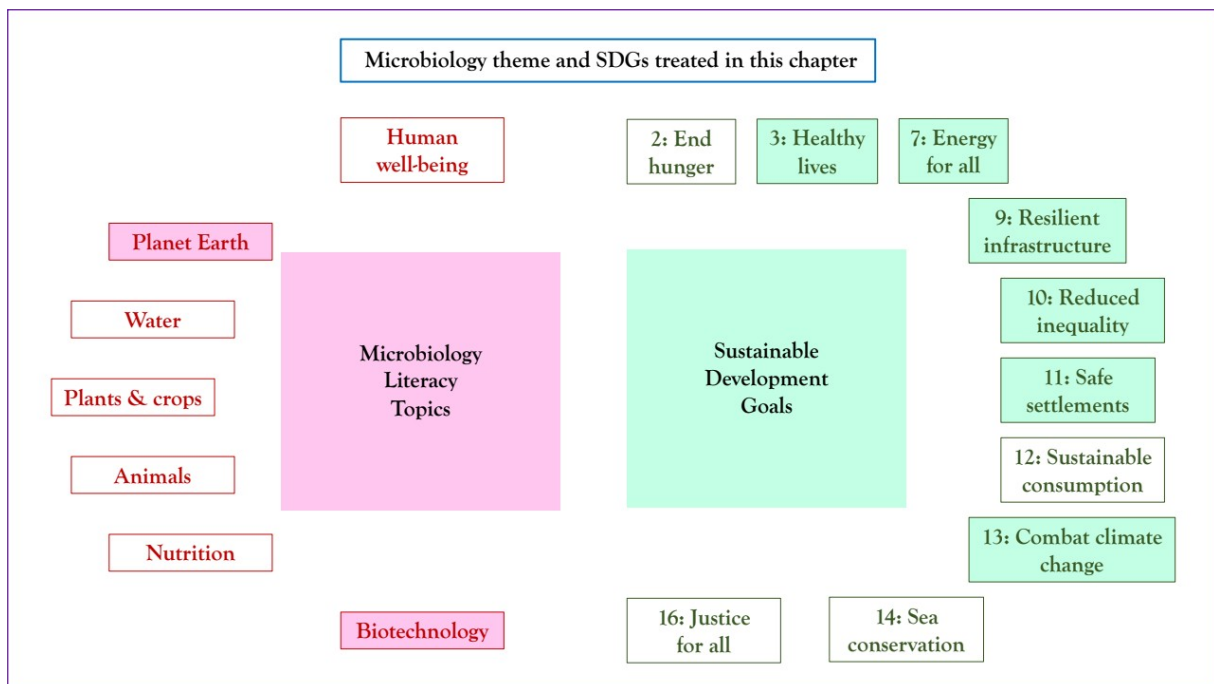 Microbiology theme and SDGs treated in this chapter
Human
well-being
Planet Earth
Water
Plants & crops
Animals
Nutrition
Biotechnology
Microbiology
Literacy
Topics
Sustainable
Development
Goals
2: End
hunger
3: Healthy
lives
7: Energy
for all
9: Resilient
infrastructure
10: Reduced
inequality
11: Safe
settlements
12: Sustainable
consumption
13: Combat climate
change
14: Sea
conservation
16: Justice
for all